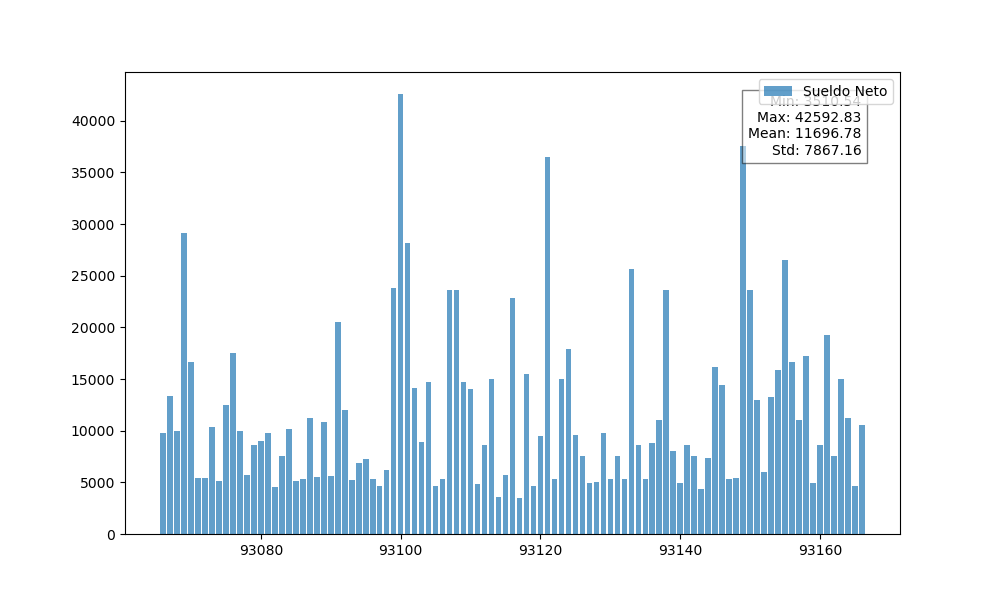 Sueldo Neto
Min: 3510.54
Max: 42592.83
Mean: 11696.78
Std: 7867.16
40000
35000
30000
25000
20000
15000
10000
5000
0
93080 93100 93120 93140 93160